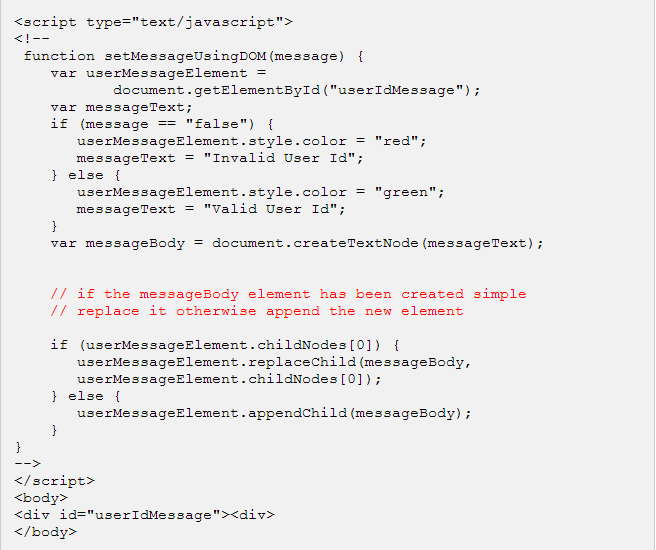 <script type="text/javascript">
<!--
function setMessageUsingDOM(message) {
var userMessageElement =
document.getElementById("userIdMessage");
var messageText;
if (message == "false") {
userMessageElement.style.color = "red";
messageText = "Invalid User Id";
} else {
userMessageElement.style.color = "green";
messageText = "Valid User Id";
}
var messageBody = document.createTextNode(messageText);
// if the messageBody element has been created simple
// replace it otherwise append the new element
if (userMessageElement.childNodes[0]) {
userMessageElement.replaceChild(messageBody,
userMessageElement.childNodes[0]);
} else {
userMessageElement.appendChild(messageBody);
}
}
-->
</script>
<body>
<div id="userIdMessage"><div>
</body>